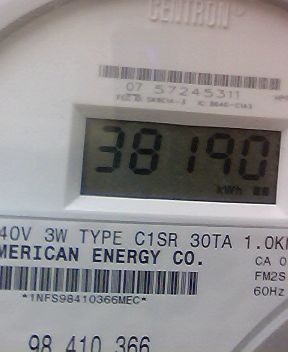 CENTRON®
07 57245311
38190
kWh
40V 3W TYPE C1SR 30TA 1.0K
MERICAN ENERGY CO.
CA 0
FM2S
60Hz
*1NFS98410366MEC*
98 410 366